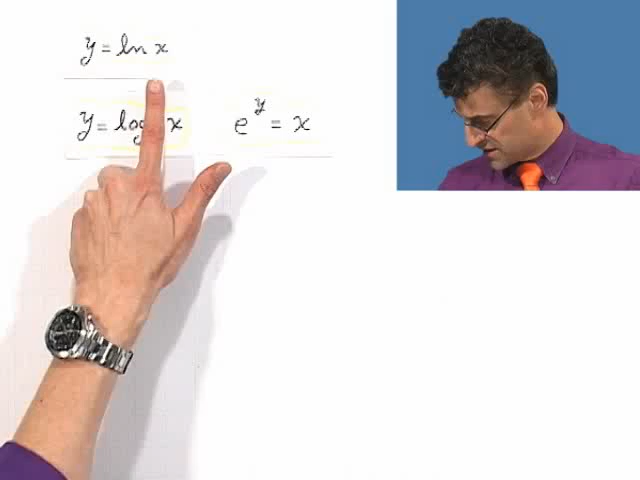 y = ln x
y = log x e^y = x